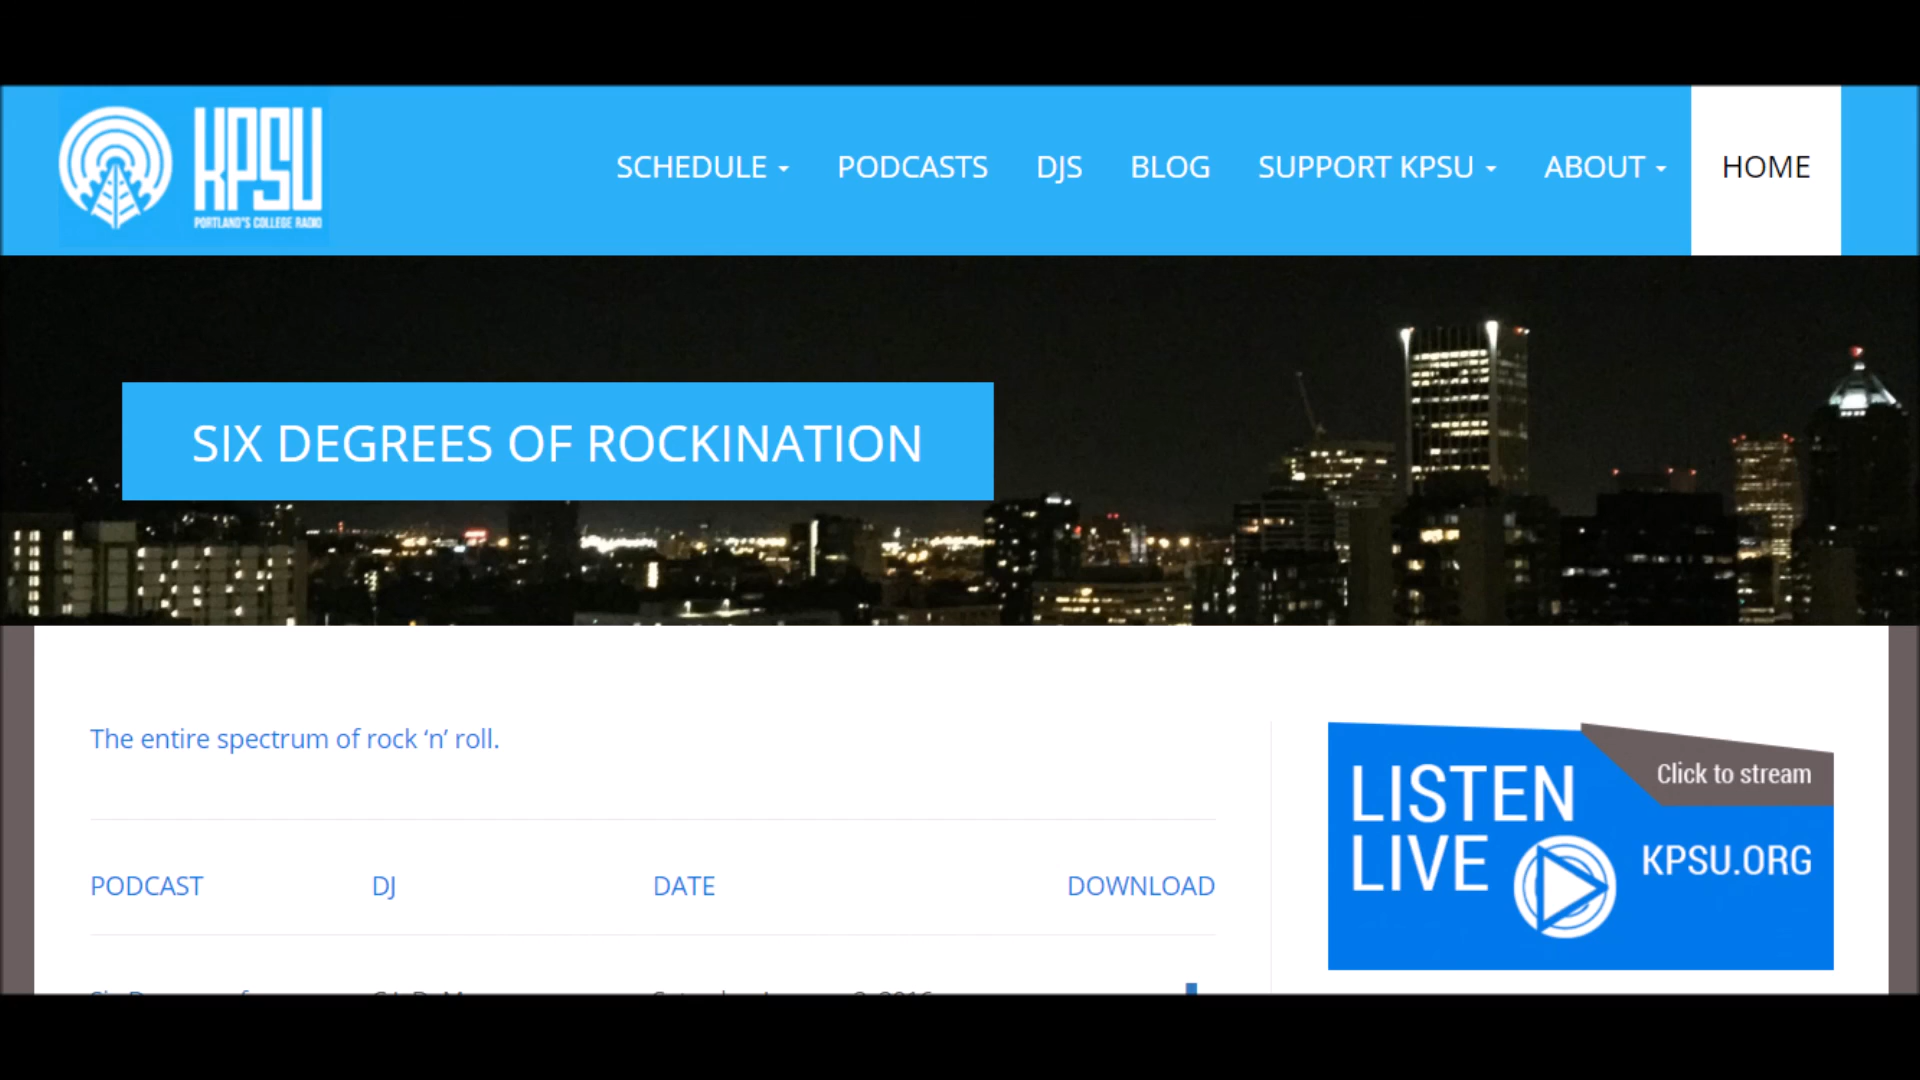 KPSU
PORTLAND'S COLLEGE RADIO
SCHEDULE PODCASTS DJS BLOG SUPPORT KPSU ABOUT HOME
SIX DEGREES OF ROCKINATION
The entire spectrum of rock ‘n’ roll.
PODCAST DJ DATE DOWNLOAD
LISTEN
LIVE
Click to stream
KPSU.ORG